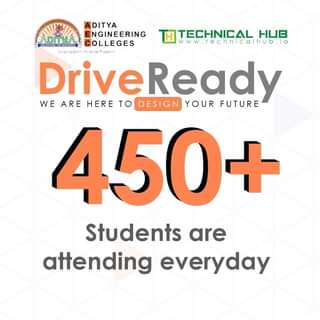 ADITYA
ENGINEERING
COLLEGES
TECHNICAL HUB
www.technicalhub.io
DriveReady
WE ARE HERE TO DESIGN YOUR FUTURE
450+
Students are
attending everyday